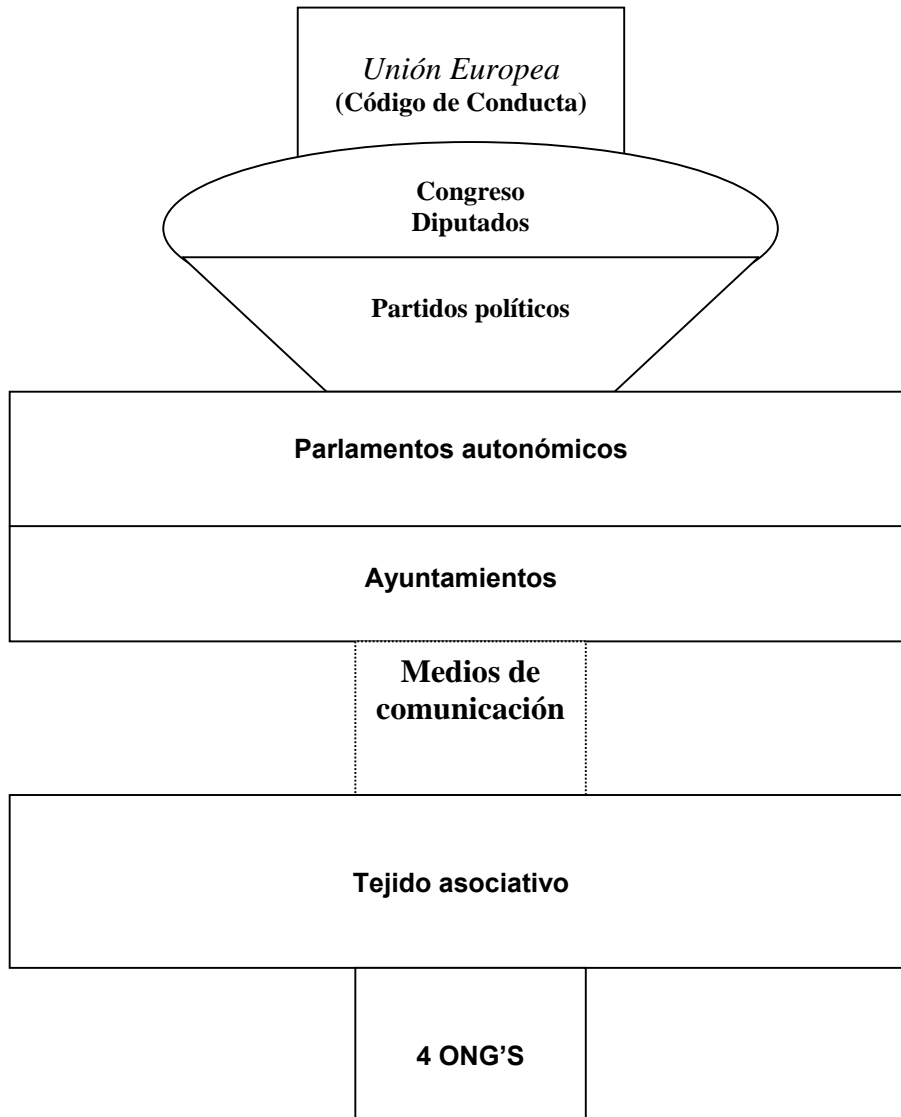 Unión Europea
(Código de Conducta)
Congreso
Diputados
Partidos políticos
Parlamentos autonómicos
Ayuntamientos
Medios de
comunicación
Tejido asociativo
4 ONG’S